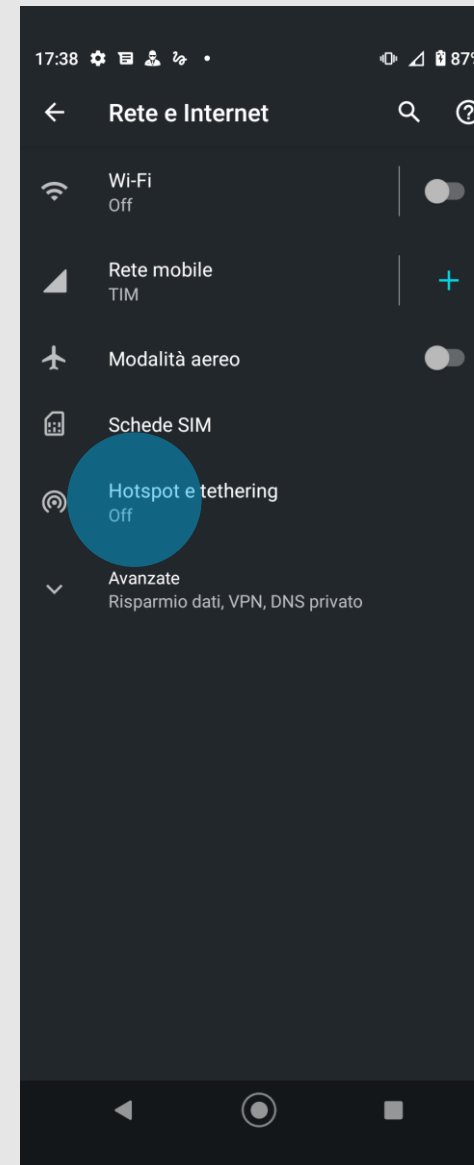 17:38
87%
Rete e Internet
Wi-Fi
Off
Rete mobile
TIM
Modalità aereo
Schede SIM
Hotspot e tethering
Off
Avanzate
Risparmio dati, VPN, DNS privato